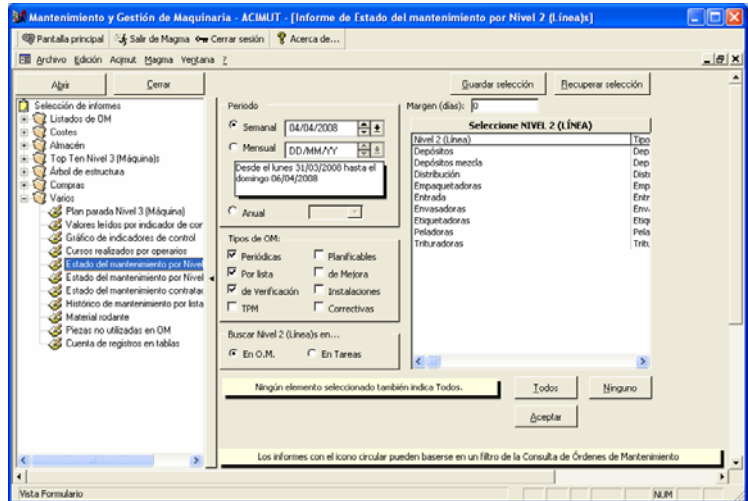 Mantenimiento y Gestión de Maquinaria - ACIMUT - [Informe de Estado del mantenimiento por Nivel 2 (Línea)s]
Pantalla principal Salir de Magma Cerrar sesión Acerca de...
Archivo Edición Acimut Magma Ventana ?
Abrir Cerrar Guardar selección Recuperar selección
Selección de informes
Listados de OM
Costes
Almacén
Top Ten Nivel 3 (Máquina)s
Árbol de estructura
Compras
Varios
Plan parada Nivel 3 (Máquina)
Valores leídos por indicador de cor
Gráfico de indicadores de control
Cursos realizados por operarios
Estado del mantenimiento por Nivel
Estado del mantenimiento por Nivel
Estado del mantenimiento contratac
Histórico de mantenimiento por lista
Material rodante
Piezas no utilizadas en OM
Cuenta de registros en tablas
Periodo
Semanal 04/04/2008
Mensual DD/MM/YY
Desde el lunes 31/03/2008 hasta el
domingo 06/04/2008
Anual
Tipos de OM:
Periódicas Planificables
Por lista de Mejora
de Verificación Instalaciones
TPM Correctivas
Buscar Nivel 2 (Línea)s en...
En O.M. En Tareas
Margen (días): 0
Seleccione NIVEL 2 (LÍNEA)
Nivel 2 (Línea) Tipo
Depósitos Dep
Depósitos mezcla Dep
Distribución Distri
Empaquetadoras Emp
Entrada Entr
Envasadoras Env.
Etiquetadoras Etiq
Peladoras Pela
Trituradoras Tritu
Ningún elemento seleccionado también indica Todos.
Todos Ninguno
Aceptar
Los informes con el icono circular pueden baserse en un filtro de la Consulta de Órdenes de Mantenimiento
Vista Formulario NUM